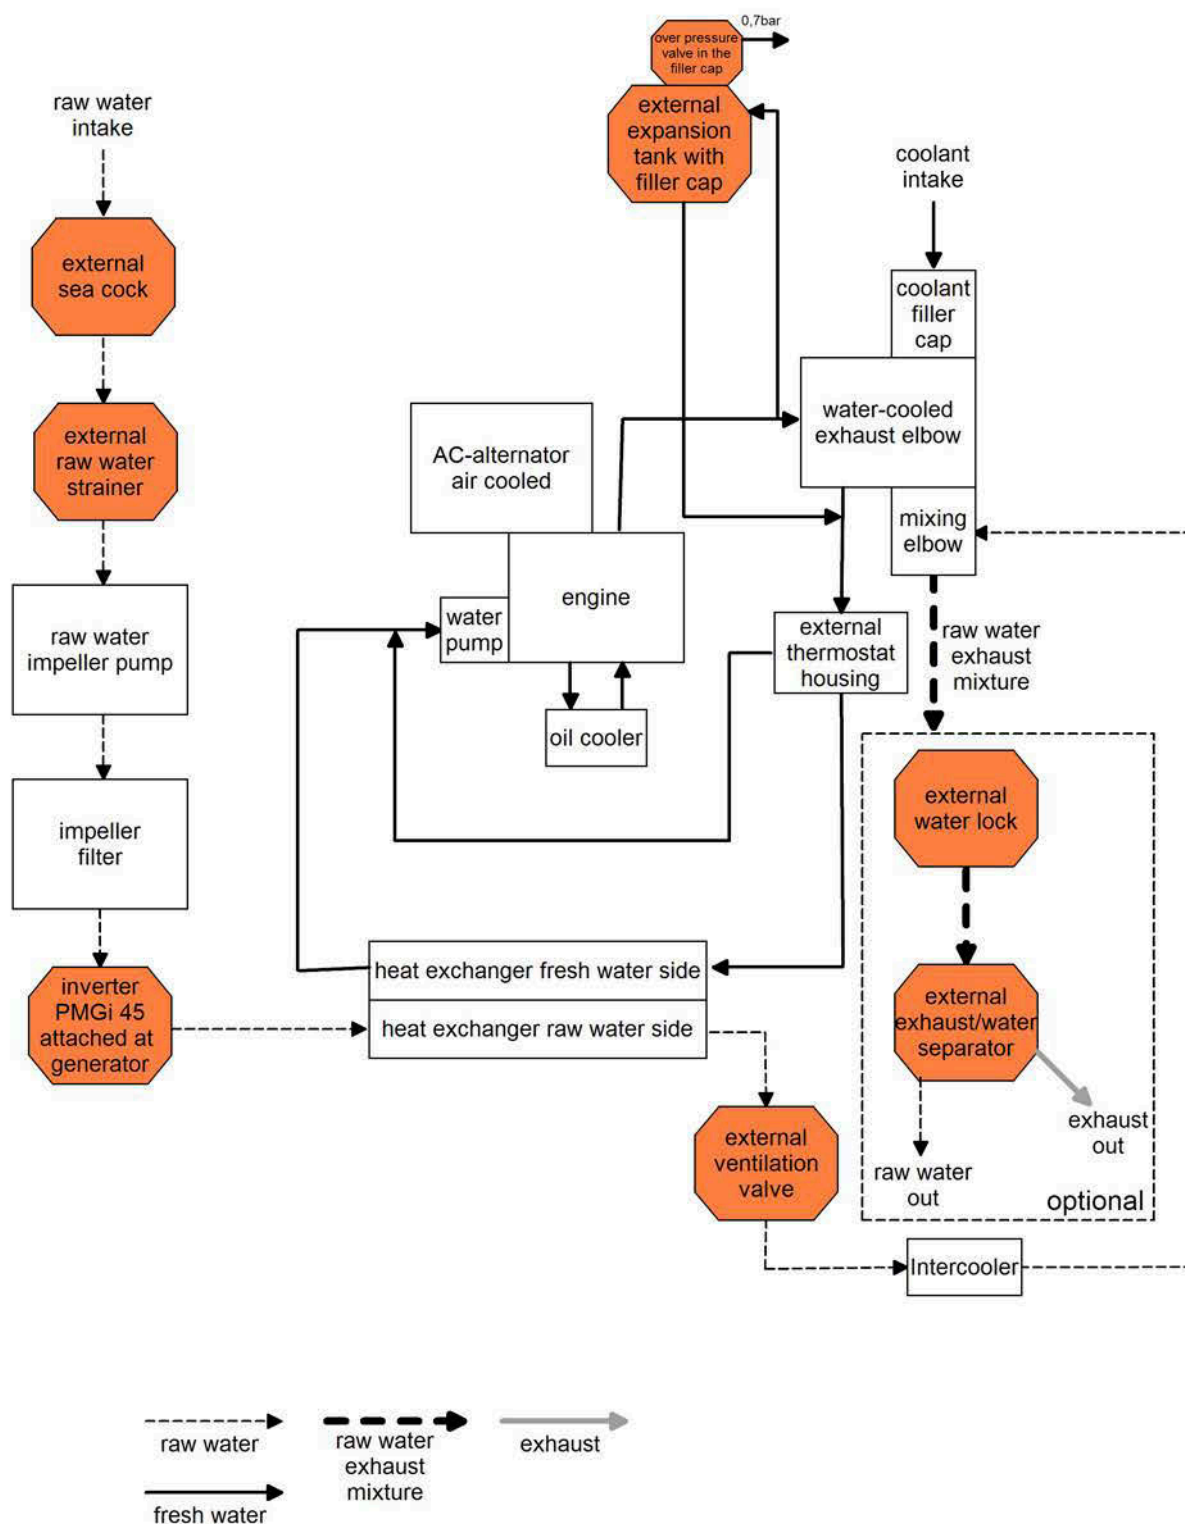 0,7bar
over pressure
valve in the
filler cap
raw water
intake
external
expansion
tank with
filler cap
coolant
intake
external
sea cock
coolant
filler
cap
water-cooled
exhaust elbow
external
raw water
strainer
AC-alternator
air cooled
mixing
elbow
engine
water
pump
raw water
impeller pump
external
thermostat
housing
raw water
exhaust
mixture
oil cooler
external
water lock
impeller
filter
heat exchanger fresh water side
heat exchanger raw water side
inverter
PMGi 45
attached at
generator
external
exhaust/water
separator
exhaust
out
external
ventilation
valve
raw water
out
optional
Intercooler
raw water
raw water
exhaust
mixture
exhaust
fresh water